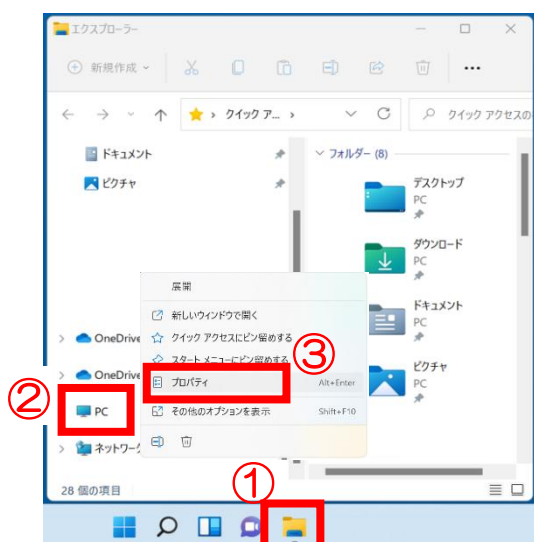 エクスプローラー
新規作成
クイック ア...
クイック アクセスの
ドキュメント
ピクチャ
フォルダー (8)
デスクトップ
PC
ダウンロード
PC
ドキュメント
PC
ピクチャ
PC
展開
新しいウィンドウで開く
クイック アクセスにピン留めする
スタート メニューにピン留めする
③
プロパティ Alt+Enter
その他のオプションを表示 Shift+F10
OneDrive
OneDrive
②
PC
ネットワーク
28 個の項目
①